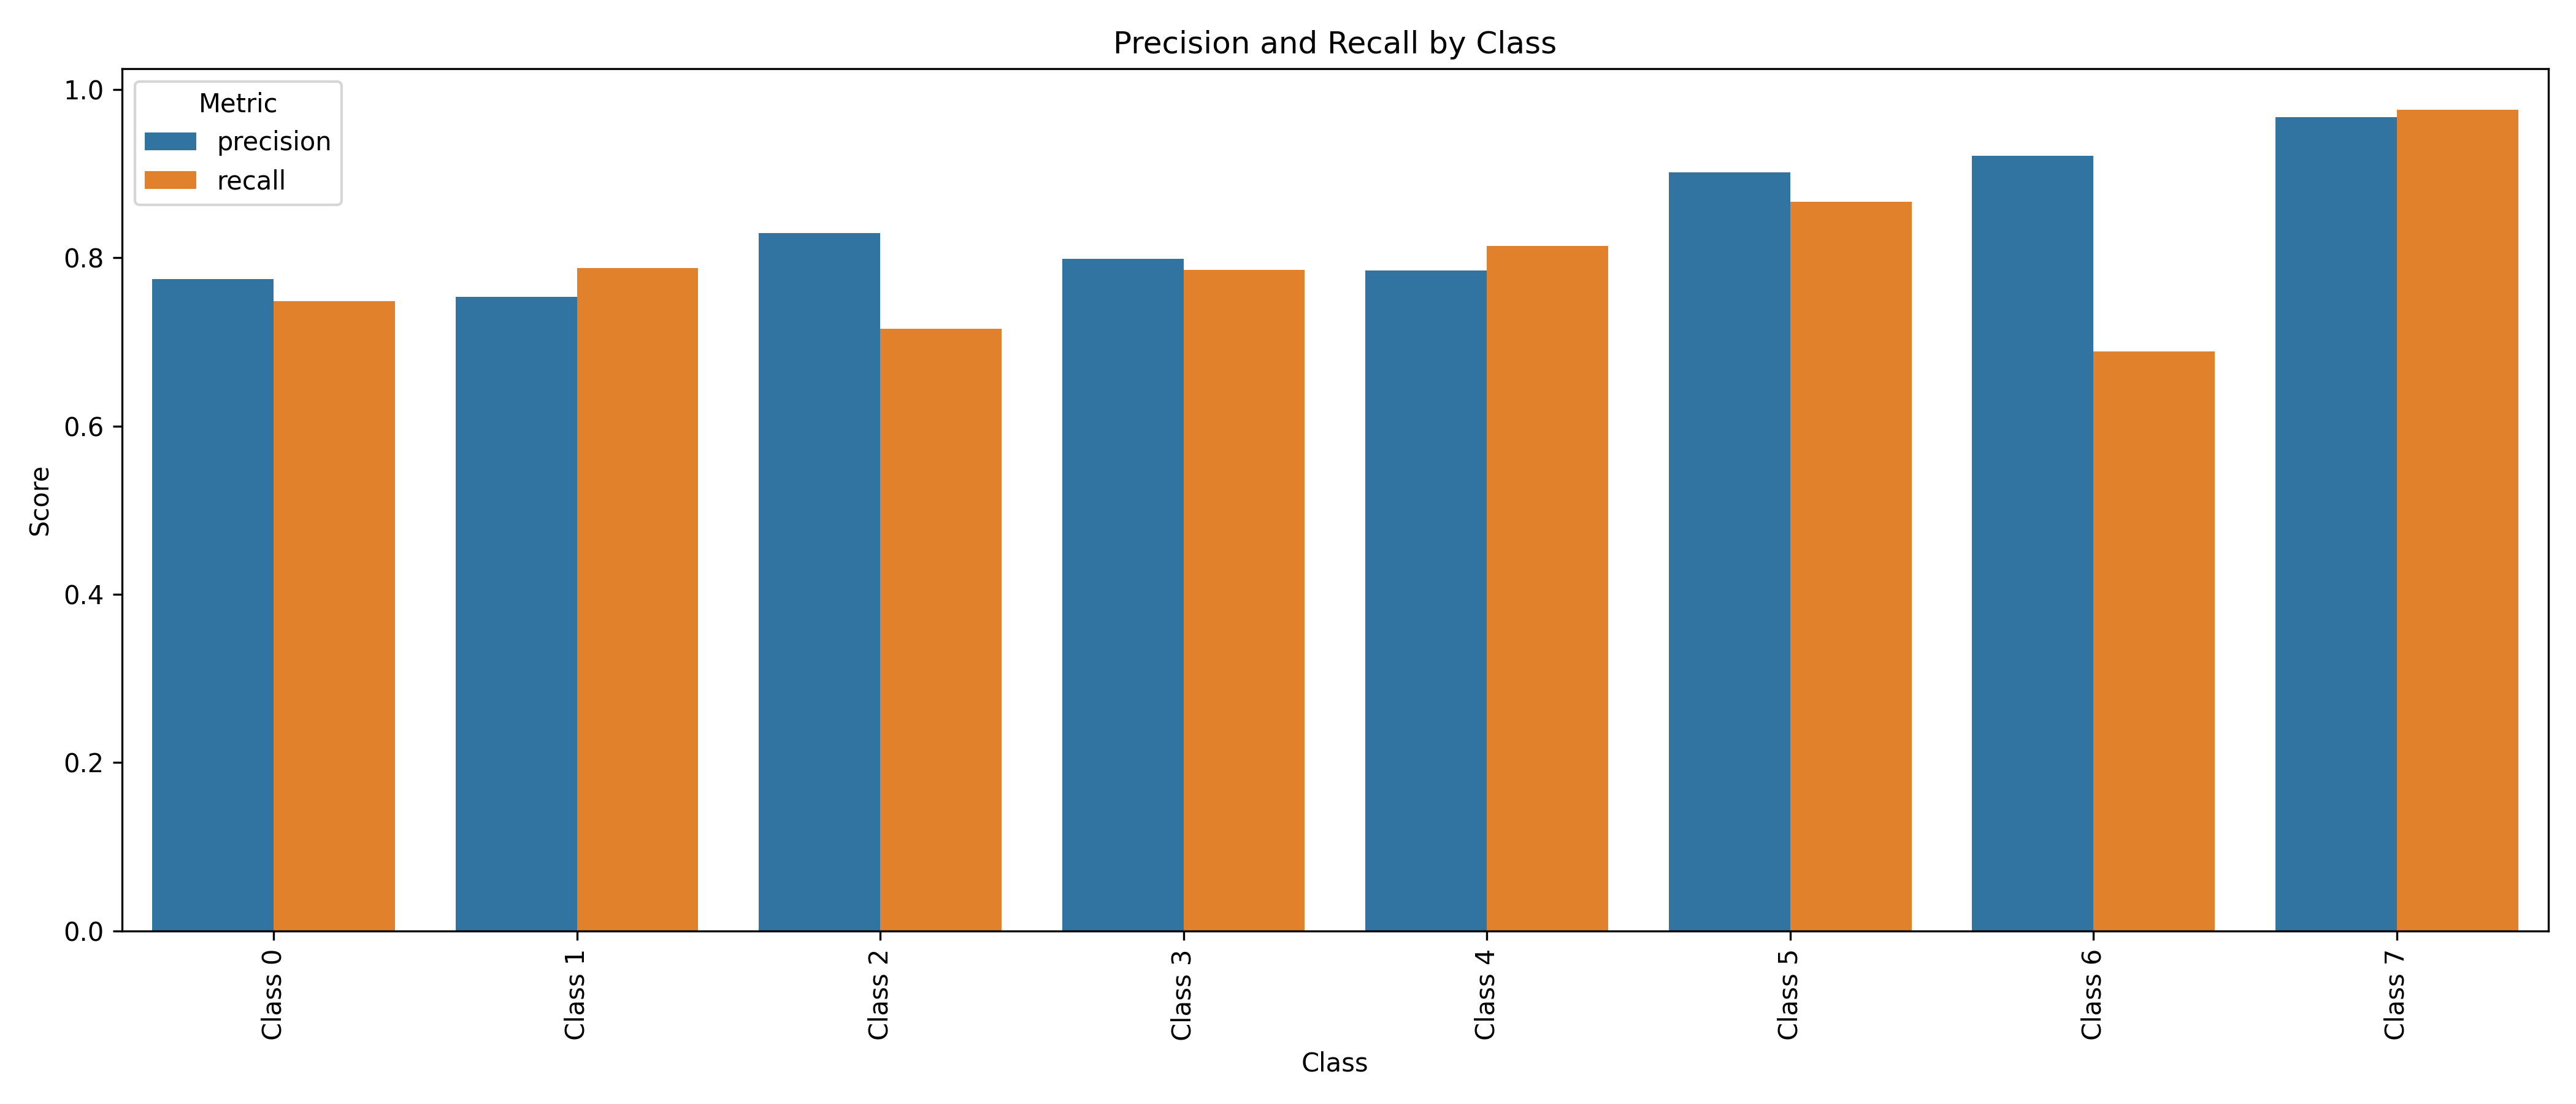 Precision and Recall by Class
Metric
precision
recall
Score
1.0
0.8
0.6
0.4
0.2
0.0
Class 0
Class 1
Class 2
Class 3
Class 4
Class 5
Class 6
Class 7
Class